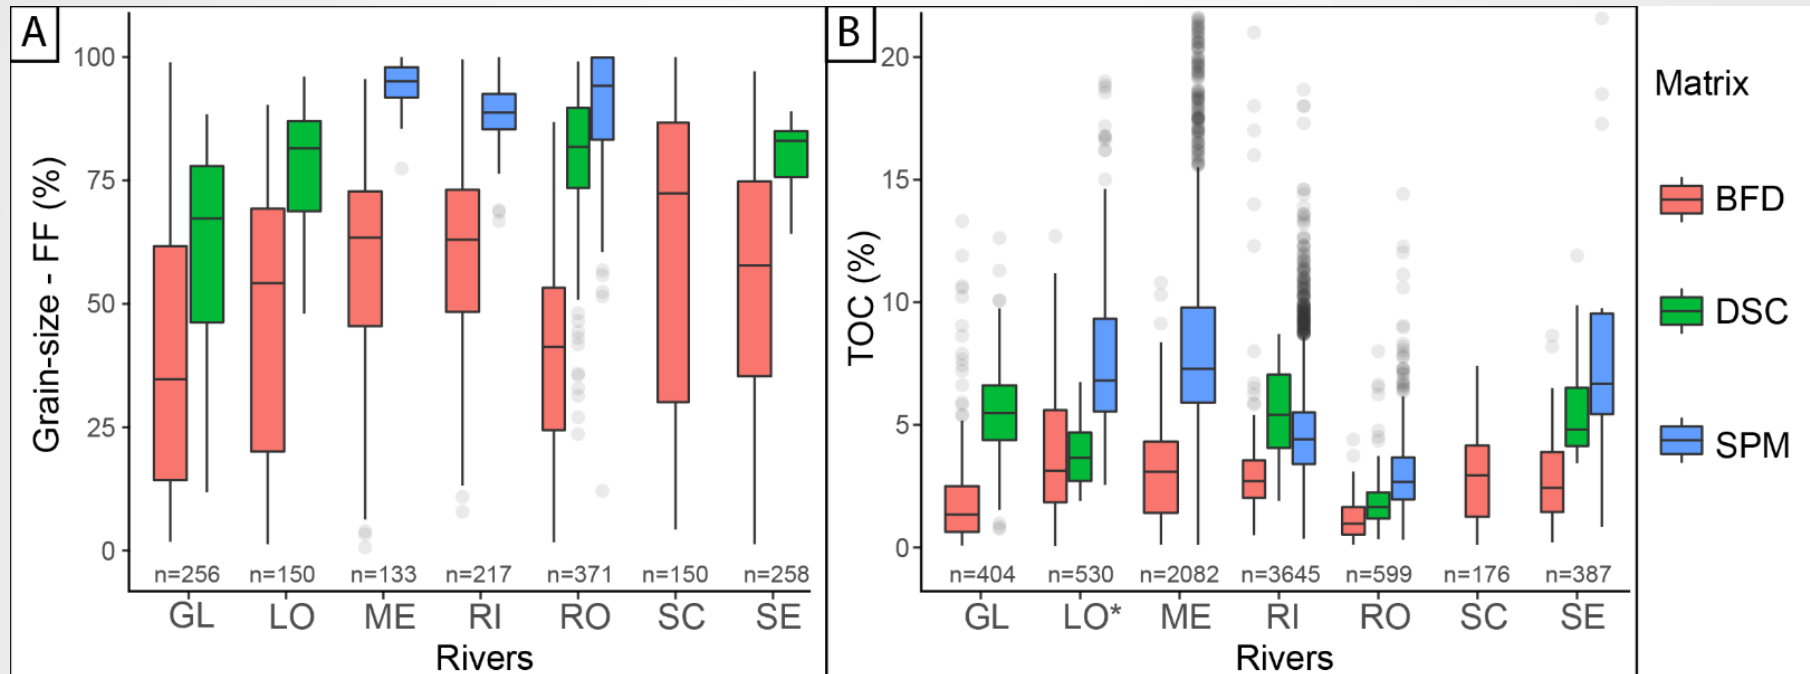 A
Grain-size - FF (%)
100
75
50
25
0
n=256 n=150 n=133 n=217 n=371 n=150 n=258
GL LO ME RI RO SC SE
Rivers
B
TOC (%)
20
15
10
5
0
n=404 n=530 n=2082 n=3645 n=599 n=176 n=387
GL LO* ME RI RO SC SE
Rivers
Matrix
BFD
DSC
SPM